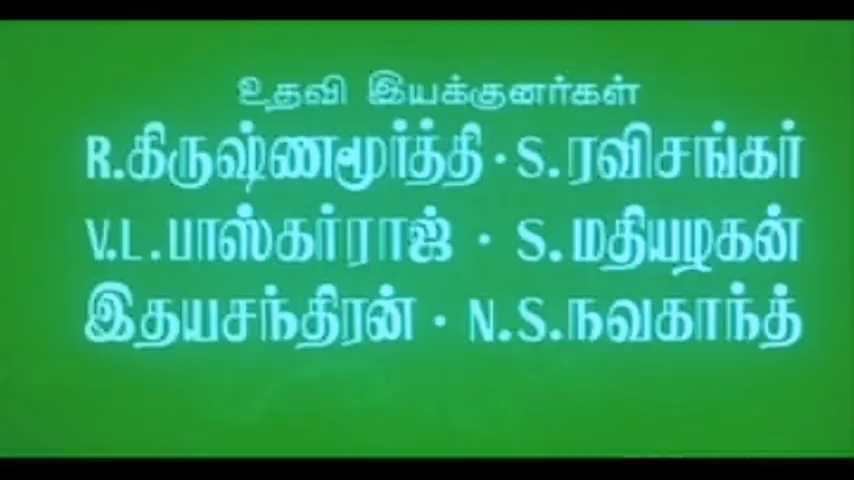 உதவி இயக்குனர்கள்
R.கிருஷ்ணமூர்த்தி · S.ரவிசங்கர்
V.L.பாஸ்கர்ராஜ் · S.மதியழகன்
இதயசந்திரன் · N.S.நவகாந்த்